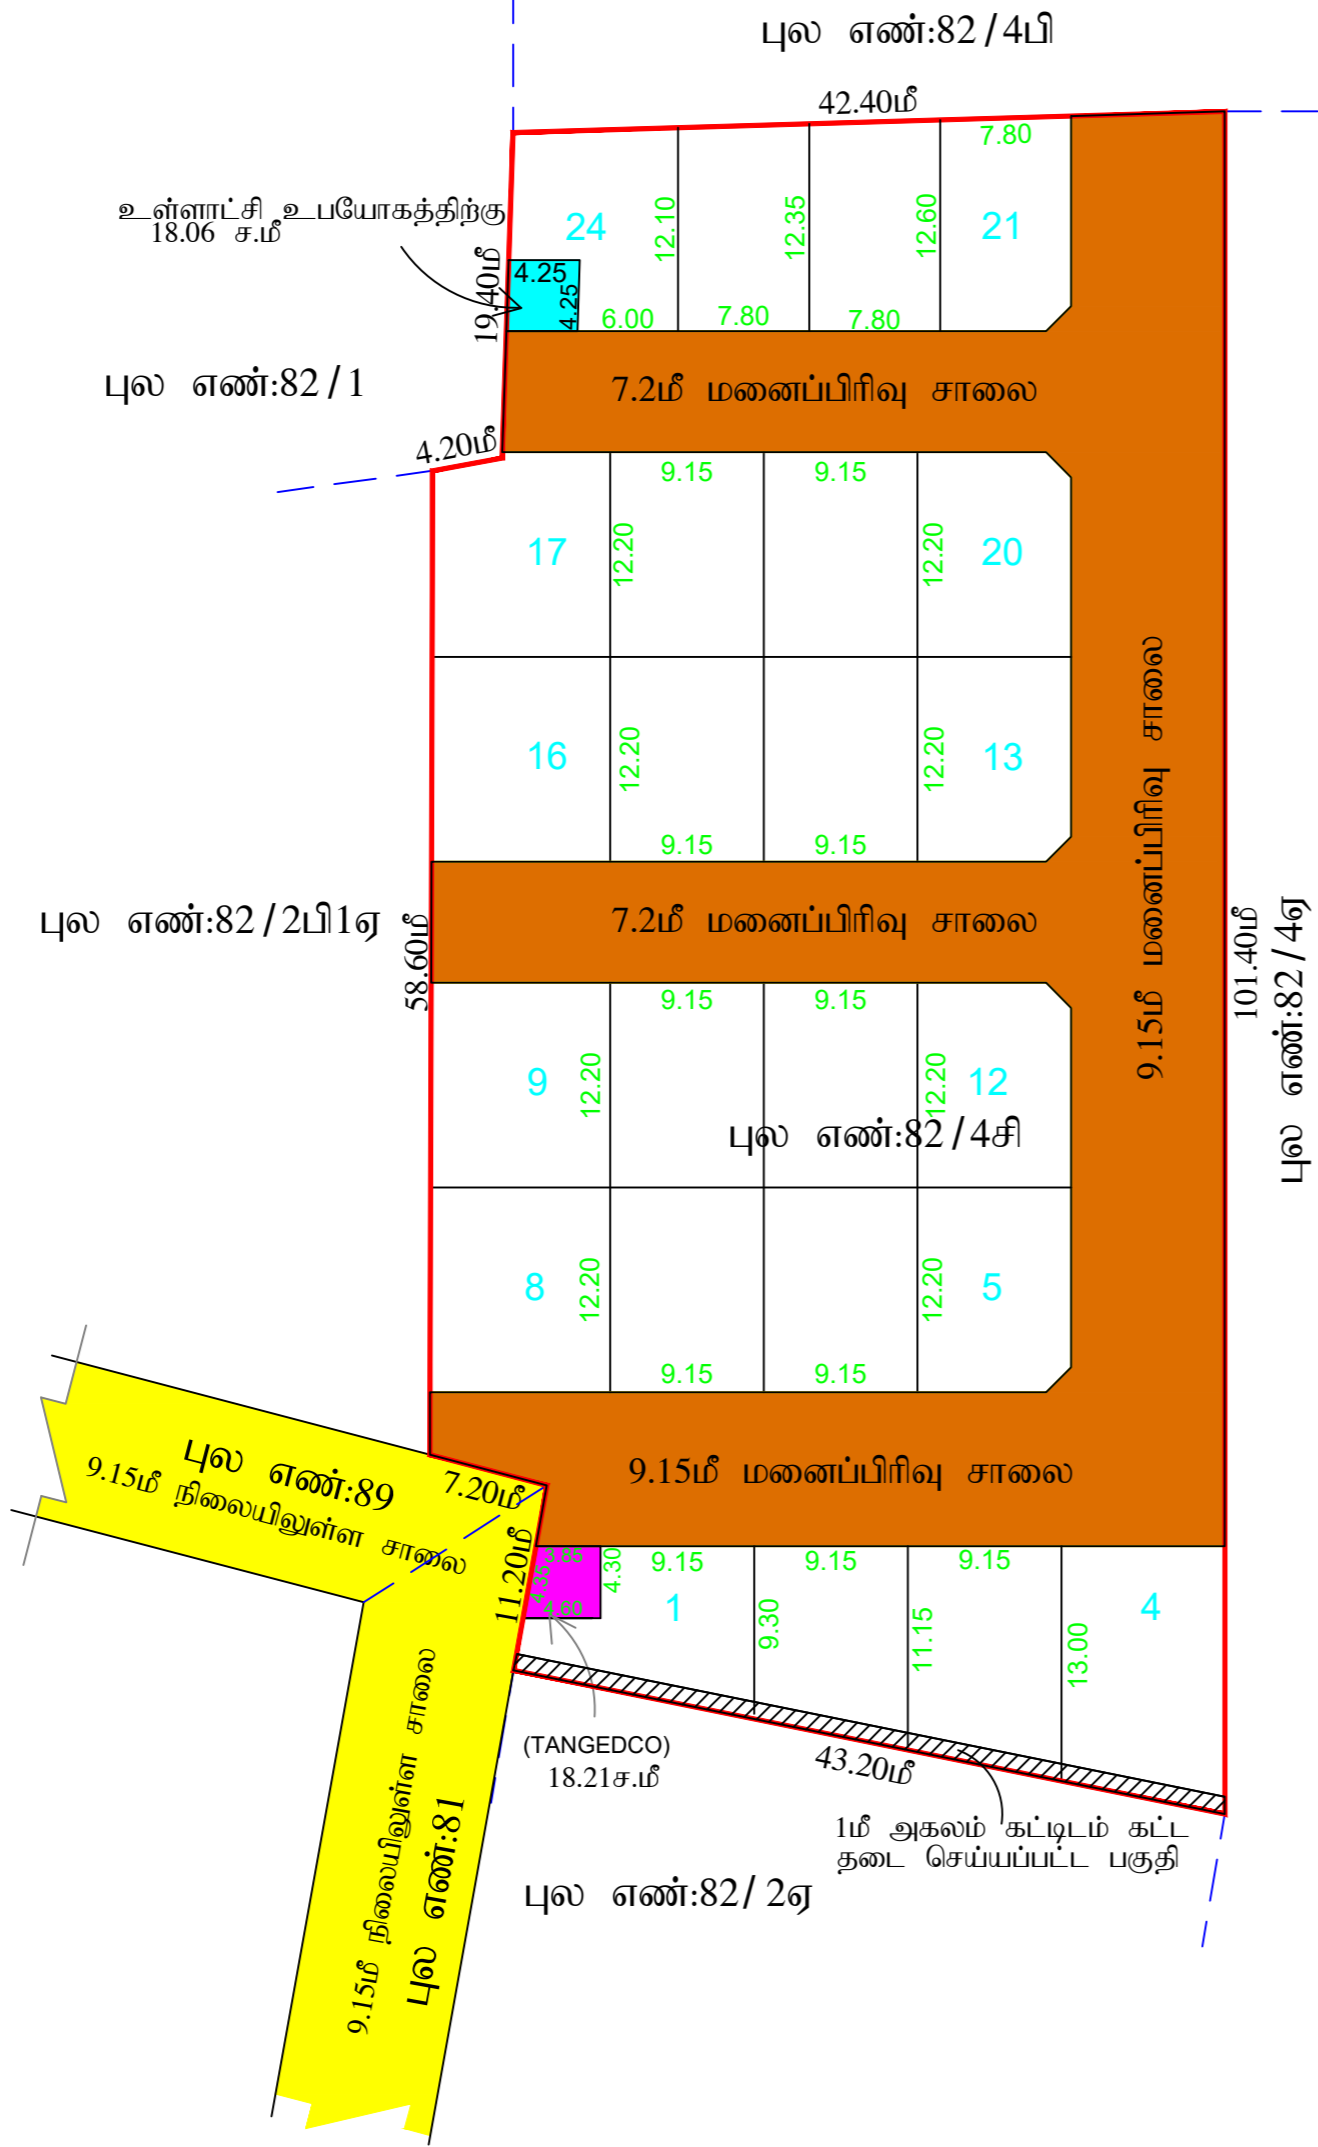 புல எண்:82/4பி
42.40மீ
7.80
உள்ளாட்சி உபயோகத்திற்கு
18.06 ச.மீ
24
12.10
12.35
12.60
21
19.40மீ
4.25
4.25
6.00
7.80
7.80
புல எண்:82/1
7.2மீ மனைப்பிரிவு சாலை
4.20மீ
9.15
9.15
17
12.20
12.20
20
9.15மீ மனைப்பிரிவு சாலை
16
12.20
12.20
13
9.15
9.15
புல எண்:82/2பி1ஏ
58.60மீ
7.2மீ மனைப்பிரிவு சாலை
101.40மீ
புல எண்:82/4ஏ
9.15
9.15
9
12.20
12.20
12
புல எண்:82/4சி
8
12.20
12.20
5
9.15
9.15
புல எண்:89
9.15மீ நிலையிலுள்ள சாலை
7.20மீ
9.15மீ மனைப்பிரிவு சாலை
11.20மீ
3.85
4.35
4.30
4.60
9.15
9.15
9.15
1
9.30
11.15
13.00
4
(TANGEDCO)
18.21ச.மீ
43.20மீ
1மீ அகலம் கட்டிடம் கட்ட
தடை செய்யப்பட்ட பகுதி
9.15மீ நிலையிலுள்ள சாலை
புல எண்:81
புல எண்:82/2ஏ